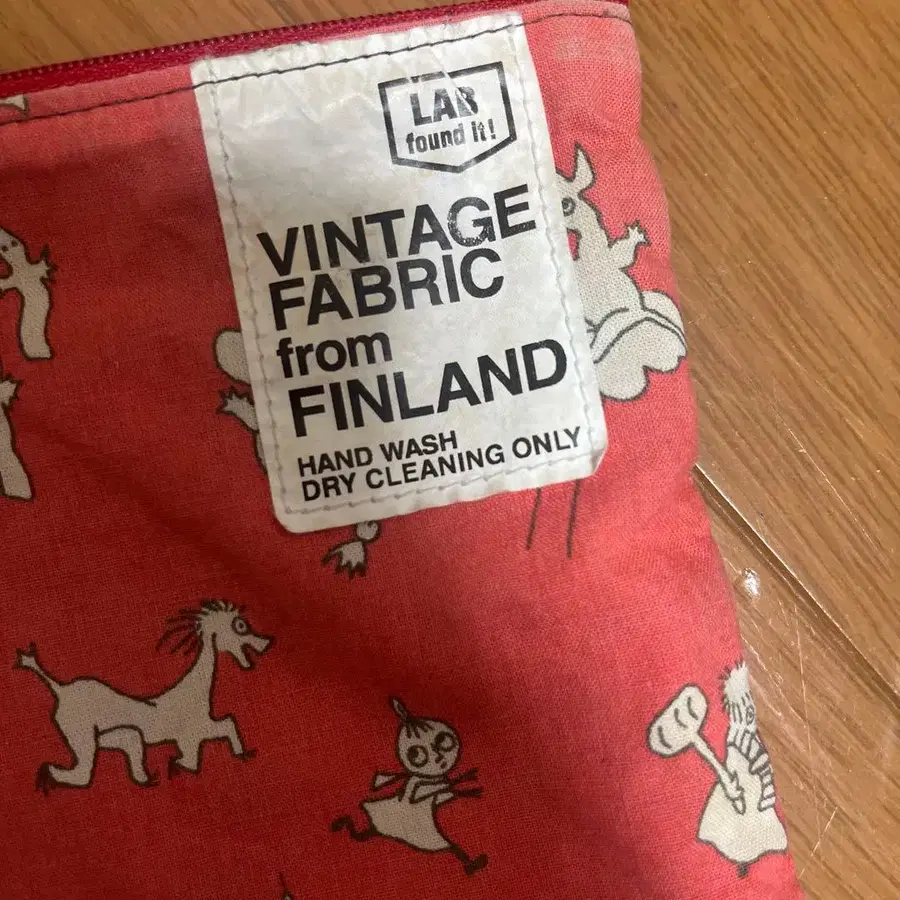 LAB
found it!
VINTAGE
FABRIC
from
FINLAND
HAND WASH
DRY CLEANING ONLY